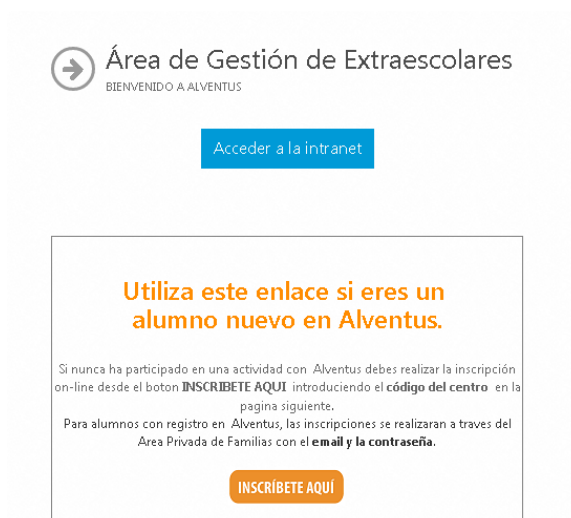 Área de Gestión de Extraescolares
BIENVENIDO A ALVENTUS
Acceder a la intranet
Utiliza este enlace si eres un
alumno nuevo en Alventus.
Si nunca ha participado en una actividad con Alventus debes realizar la inscripción
on-line desde el boton INSCRIBETE AQUI introduciendo el código del centro en la
pagina siguiente.
Para alumnos con registro en Alventus, las inscripciones se realizaran a traves del
Area Privada de Familias con el email y la contraseña.
INSCRÍBETE AQUÍ